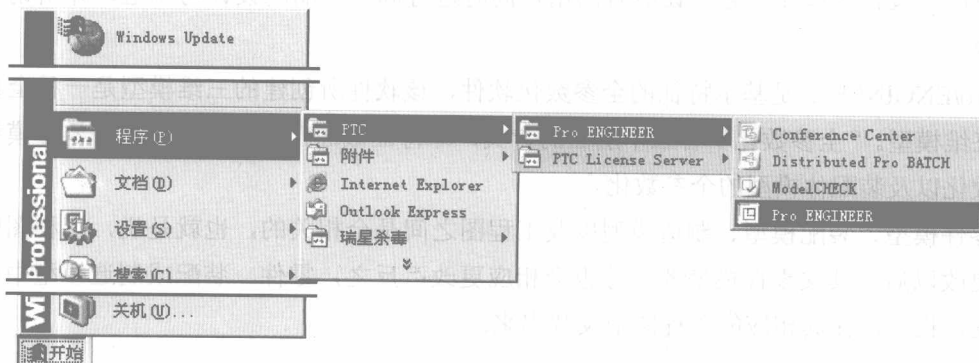 Windows Update
程序(P)
文档(D)
设置(S)
搜索(C)
关机(U)...
开始
Professional
PTC
附件
Internet Explorer
Outlook Express
瑞星杀毒
Pro ENGINEER
PTC License Server
Conference Center
Distributed Pro BATCH
ModelCHECK
Pro ENGINEER